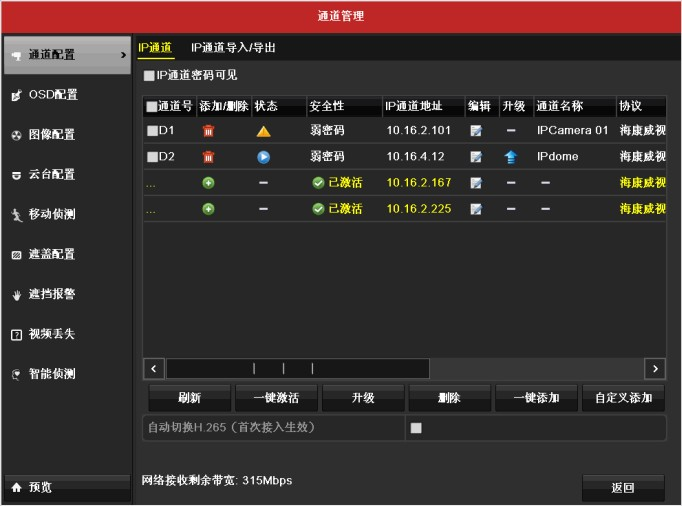 通道管理
通道配置
OSD配置
图像配置
云台配置
移动侦测
遮盖配置
遮挡报警
视频丢失
智能侦测
预览
IP通道 IP通道导入/导出
IP通道密码可见
通道号 添加/删除 状态 安全性 IP通道地址 编辑 升级 通道名称 协议
D1 弱密码 10.16.2.101 — IPCamera 01 海康威视
D2 弱密码 10.16.4.12 IPdome 海康威视
... — 已激活 10.16.2.167 — — 海康威视
... — 已激活 10.16.2.225 — — 海康威视
刷新 一键激活 升级 删除 一键添加 自定义添加
自动切换H.265（首次接入生效）
网络接收剩余带宽: 315Mbps
返回